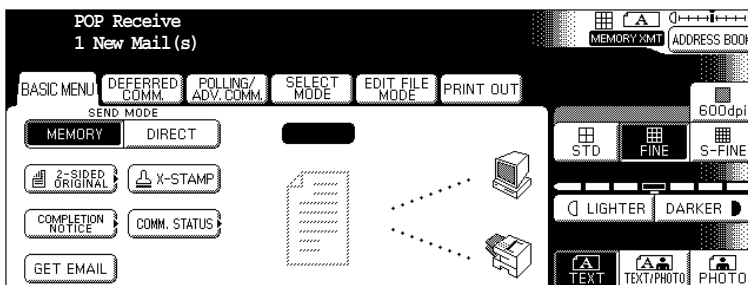 POP Receive
1 New Mail(s)
MEMORY XMT
ADDRESS BOOK
BASIC MENU
DEFERRED COMM.
POLLING/ ADV. COMM.
SELECT MODE
EDIT FILE MODE
PRINT OUT
600dpi
SEND MODE
MEMORY
DIRECT
STD
FINE
S-FINE
2-SIDED ORIGINAL
X-STAMP
LIGHTER
DARKER
COMPLETION NOTICE
COMM. STATUS
GET EMAIL
A TEXT
A TEXT/PHOTO
PHOTO